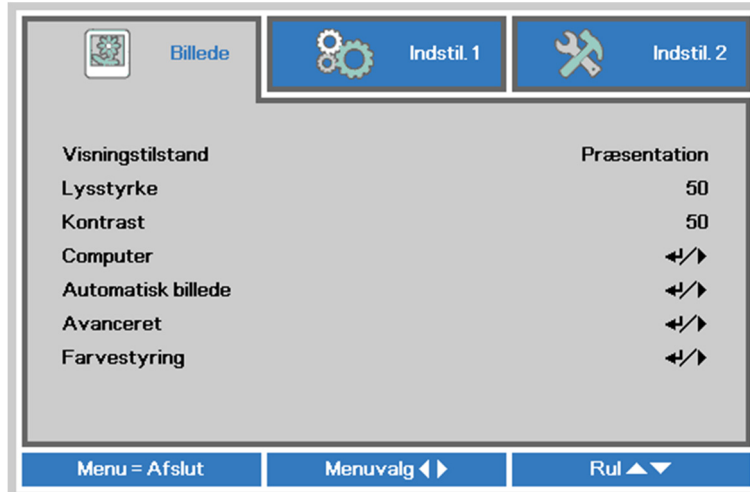 Billede Indstil. 1 Indstil. 2
Visningstilstand Præsentation
Lysstyrke 50
Kontrast 50
Computer
Automatisk billede
Avanceret
Farvestyring
Menu = Afslut Menuvalg Rul